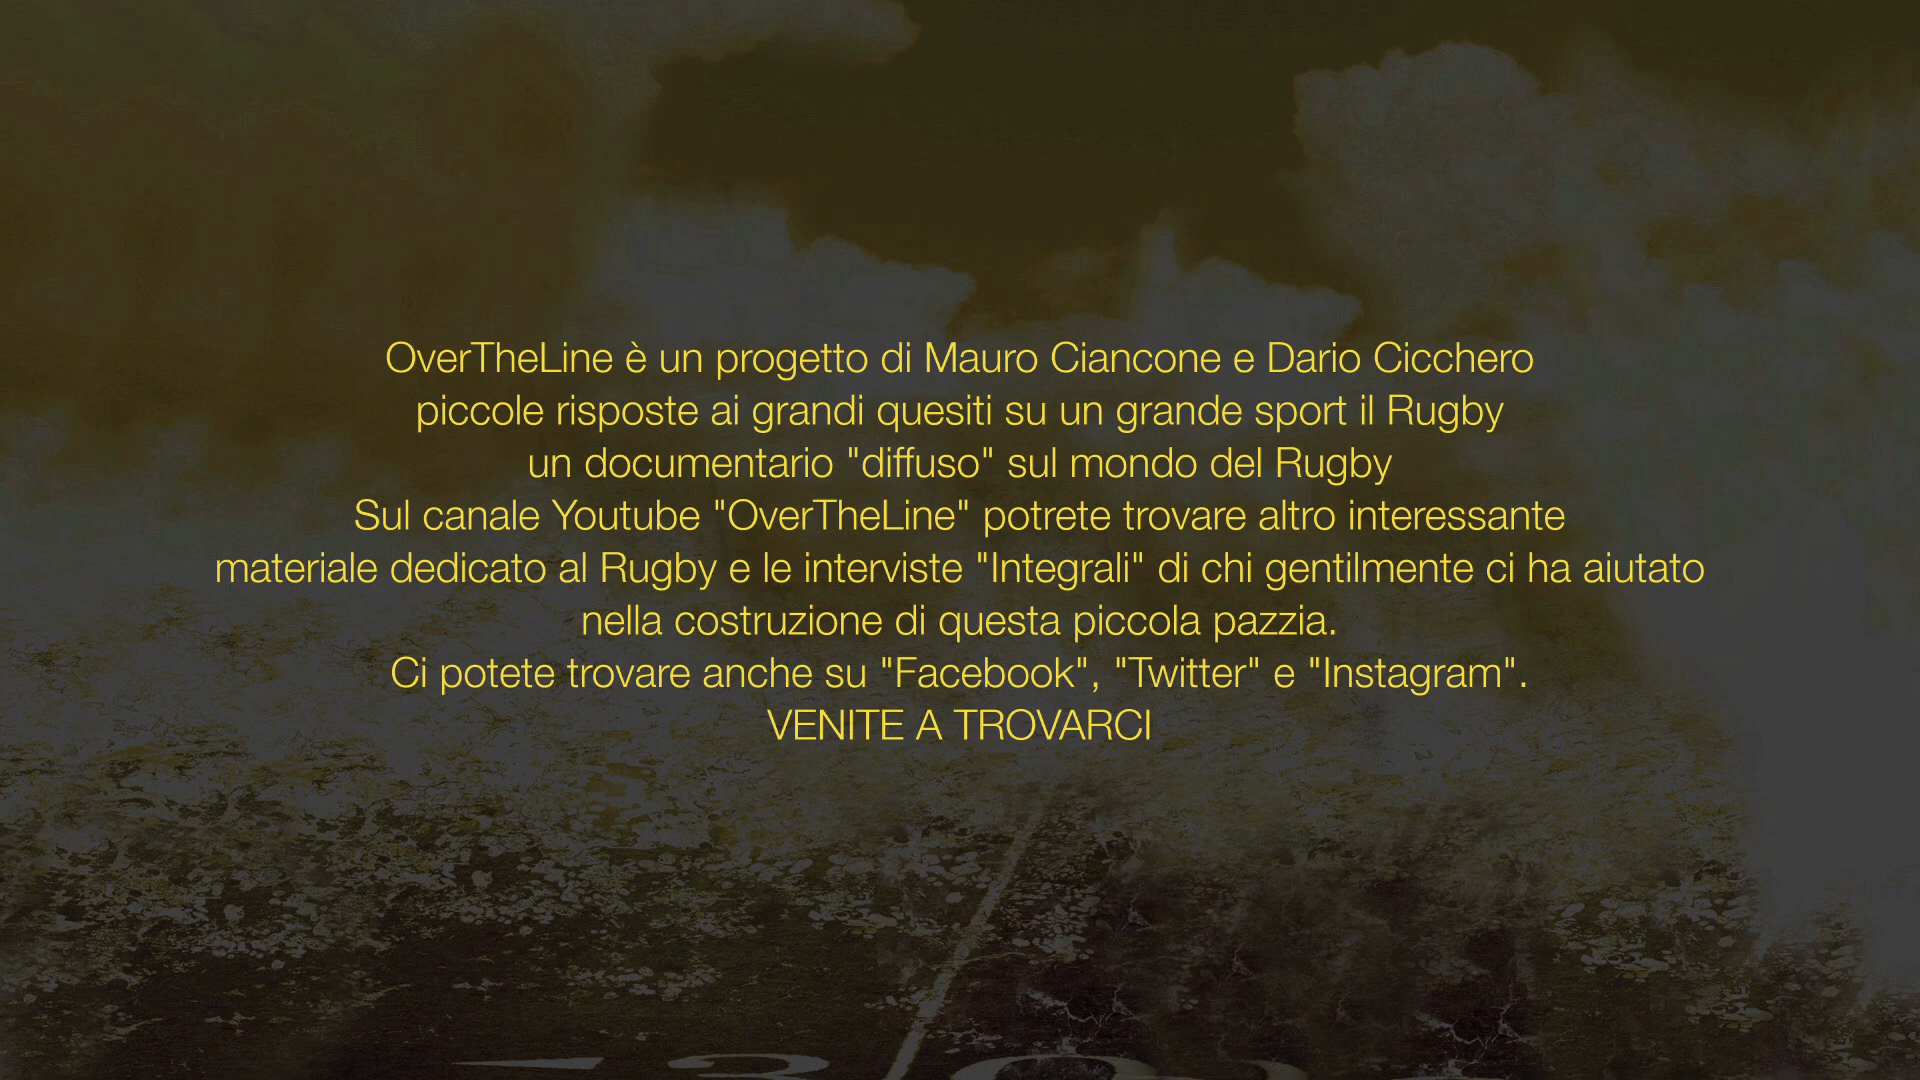 OverTheLine è un progetto di Mauro Ciancone e Dario Cicchero
piccole risposte ai grandi quesiti su un grande sport il Rugby
un documentario "diffuso" sul mondo del Rugby
Sul canale Youtube "OverTheLine" potrete trovare altro interessante
materiale dedicato al Rugby e le interviste "Integrali" di chi gentilmente ci ha aiutato
nella costruzione di questa piccola pazzia.
Ci potete trovare anche su "Facebook", "Twitter" e "Instagram".
VENITE A TROVARCI